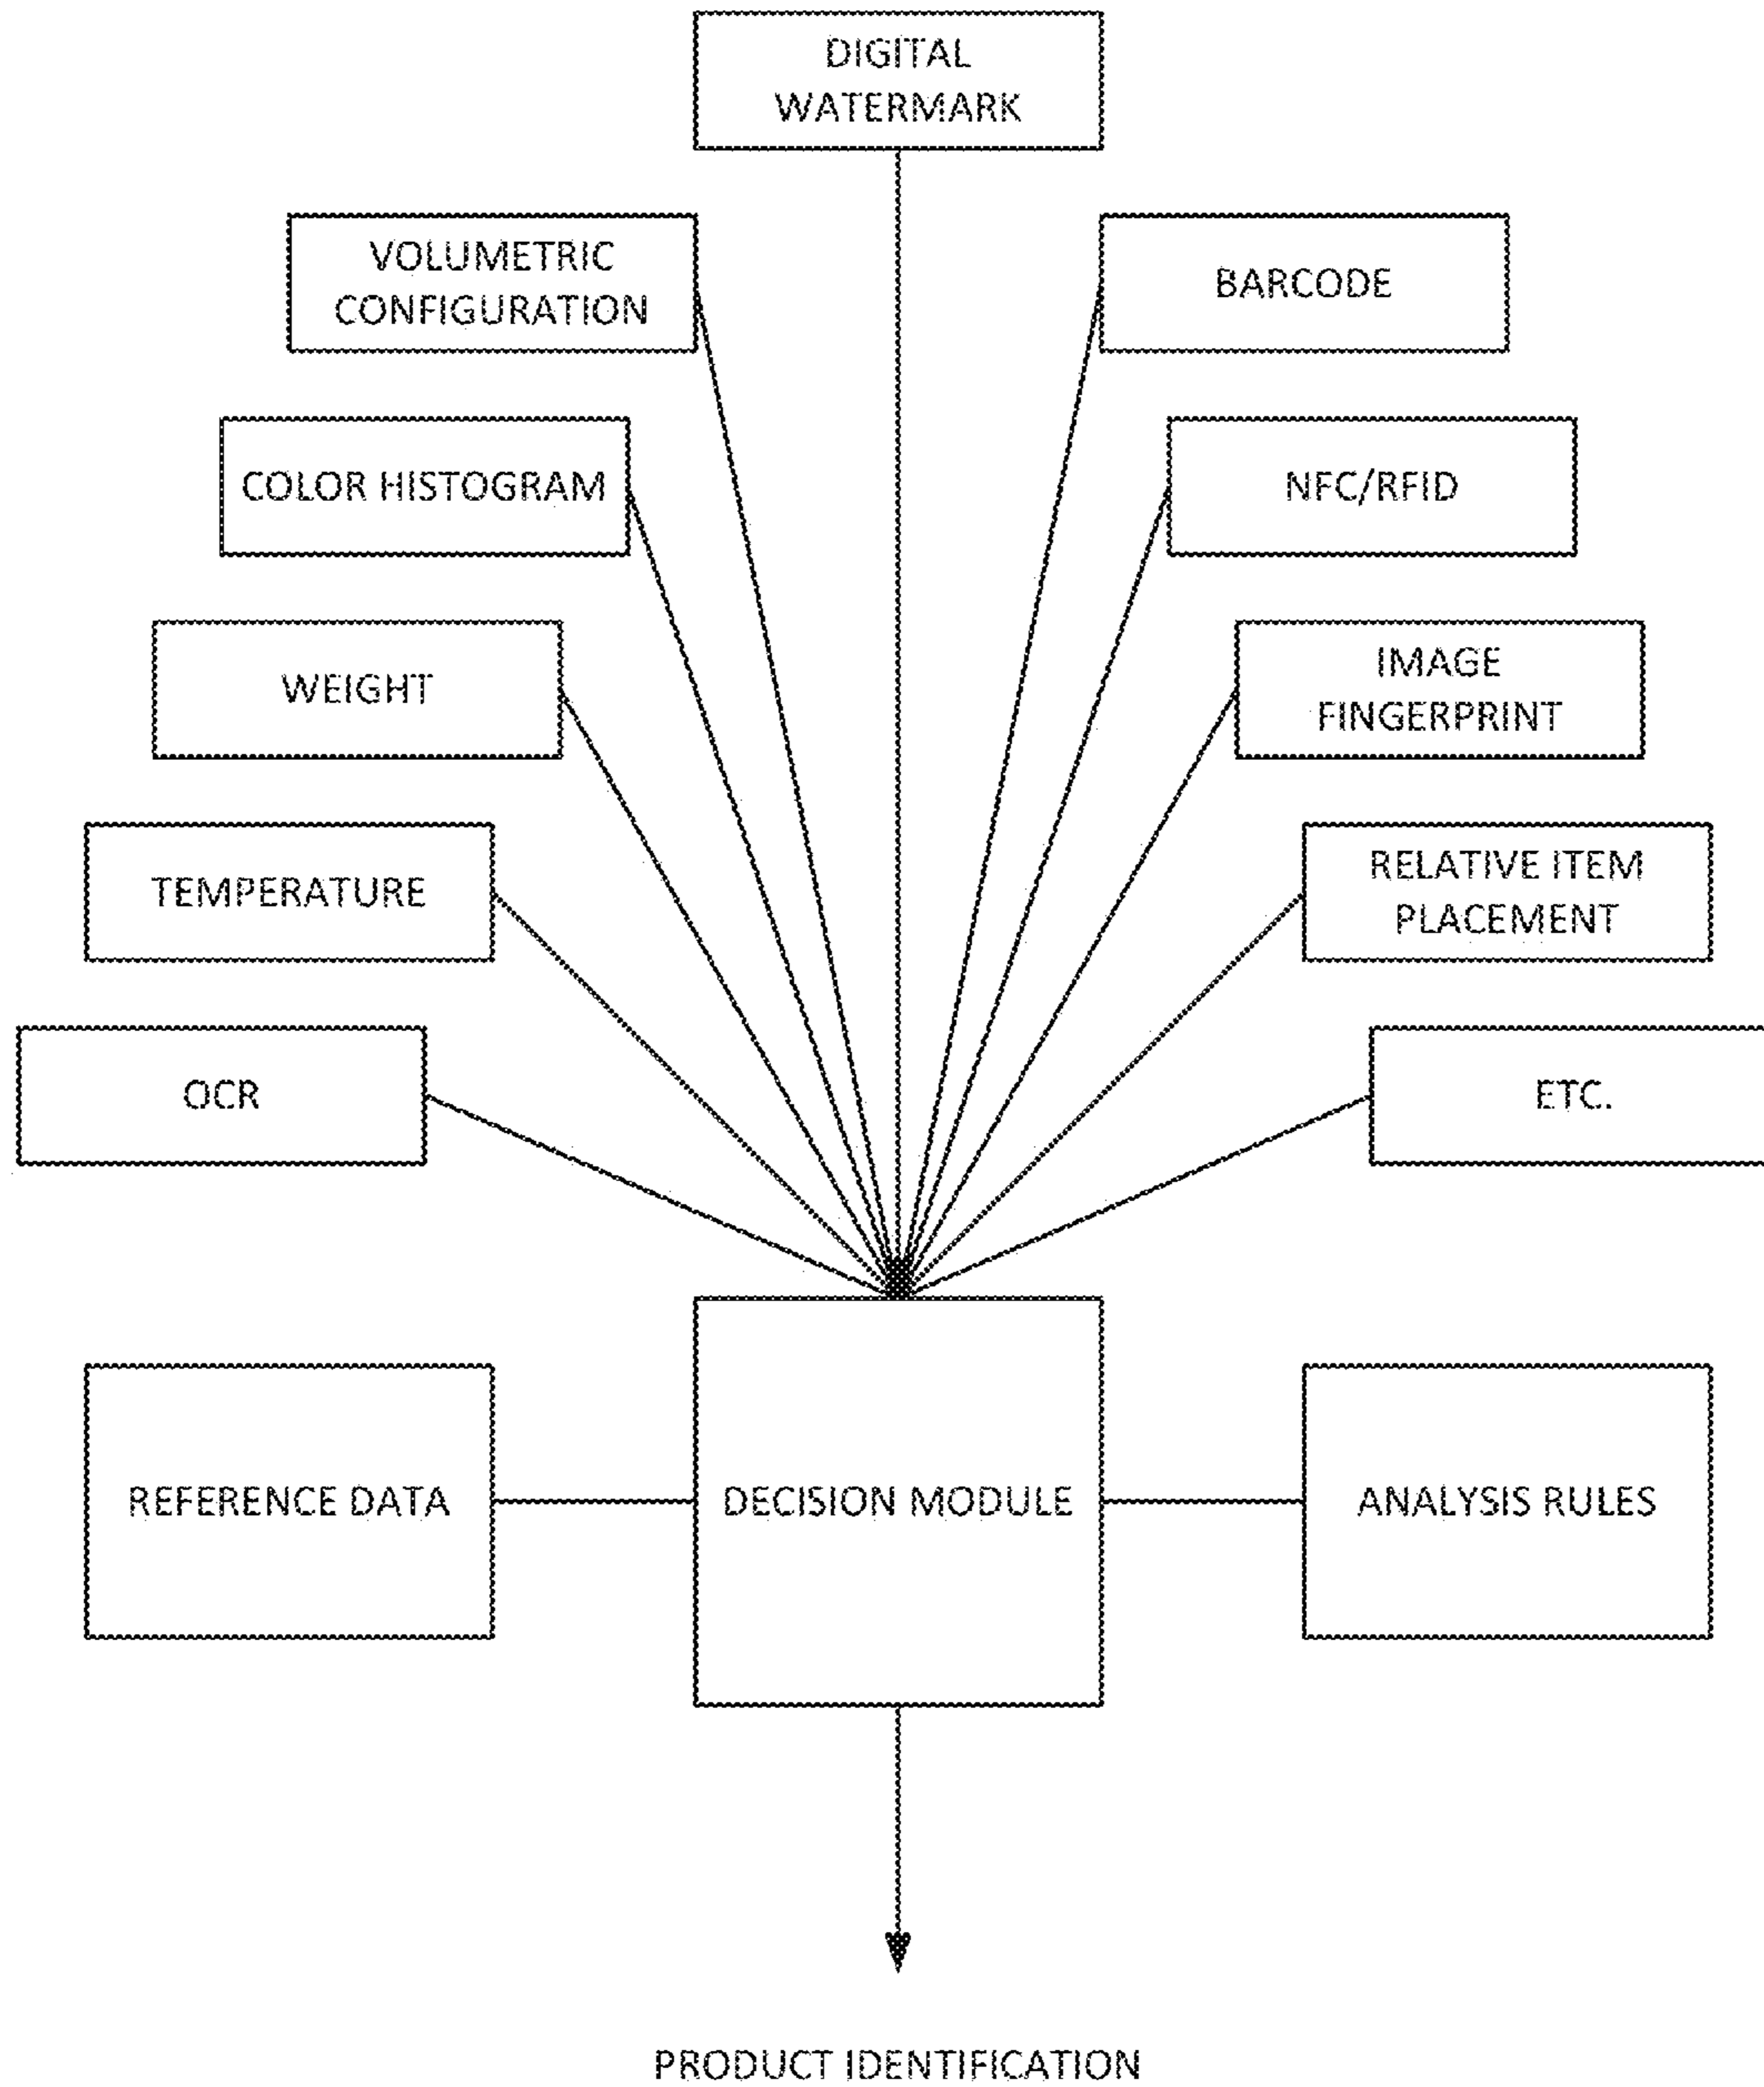 DIGITAL
WATERMARK
VOLUMETRIC
CONFIGURATION
BARCODE
COLOR HISTOGRAM
NFC/RFID
WEIGHT
IMAGE
FINGERPRINT
TEMPERATURE
RELATIVE ITEM
PLACEMENT
OCR
ETC.
REFERENCE DATA
DECISION MODULE
ANALYSIS RULES
PRODUCT IDENTIFICATION